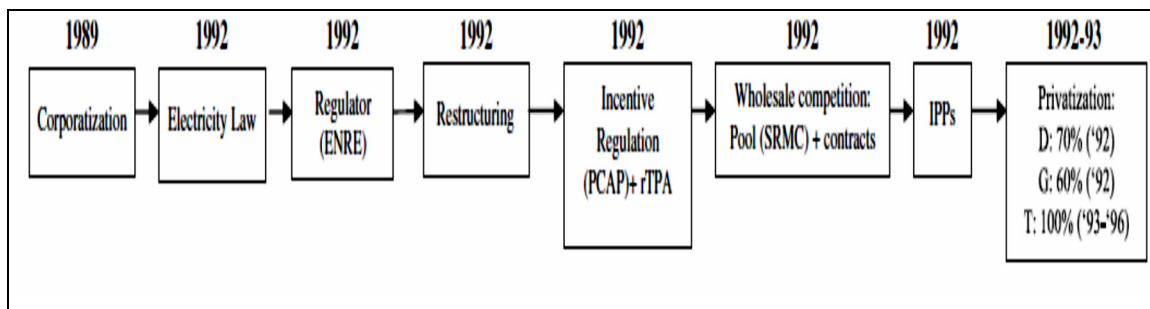 1989
1992
1992
1992
1992
1992
1992
1992-93
Corporatization
Electricity Law
Regulator
(ENRE)
Restructuring
Incentive
Regulation
(PCAP)+ rTPA
Wholesale competition:
Pool (SRMC) + contracts
IPPs
Privatization:
D: 70% (‘92)
G: 60% (‘92)
T: 100% (‘93–‘96)